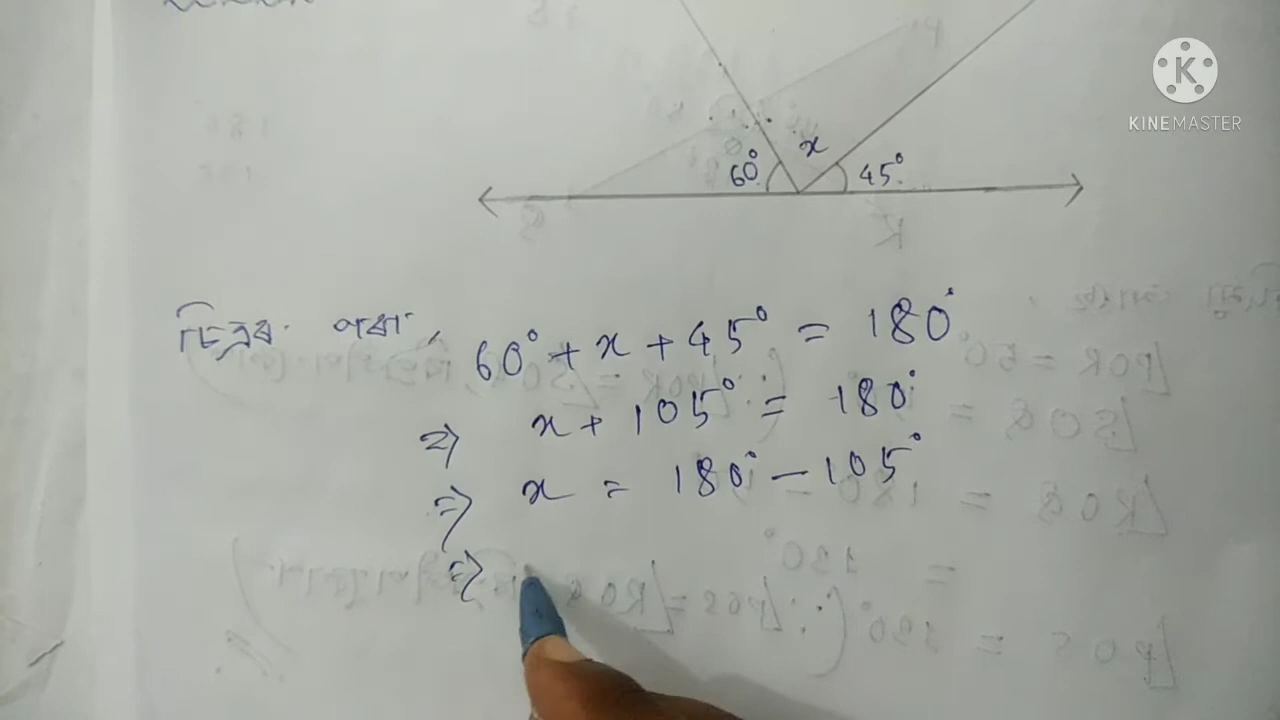 K
KINEMASTER
x
60° 45°
চিত্ৰৰ পৰা, 60° + x + 45° = 180°
⇒ x + 105° = 180°
⇒ x = 180° - 105°
⇒